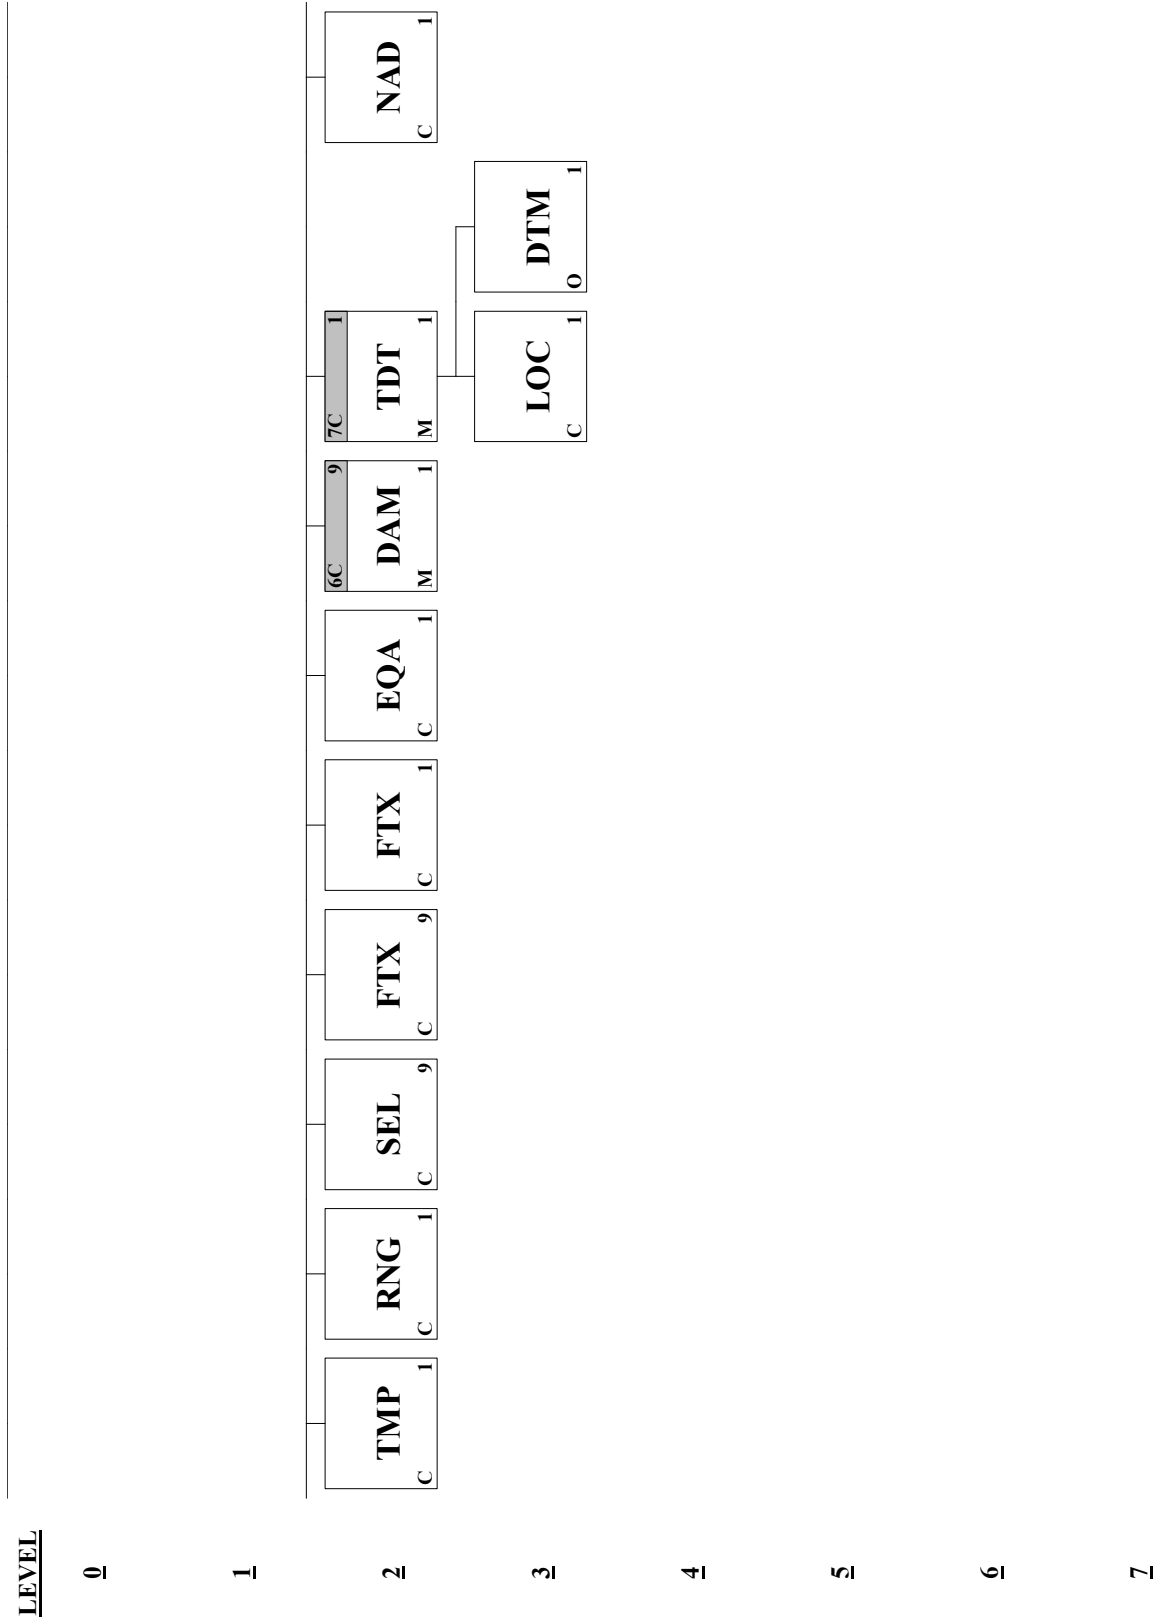 LEVEL
0
1
2
TMP
C 1
RNG
C 1
SEL
C 9
FTX
C 9
FTX
C 1
EQA
C 1
6C 9
DAM
M 1
7C 1
TDT
M 1
NAD
C 1
3
LOC
C 1
DTM
O 1
4
5
6
7